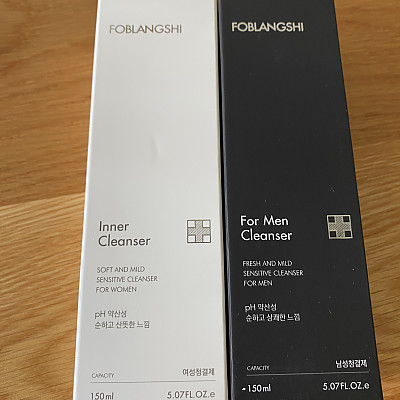 FOBLANGSHI
Inner
Cleanser
SOFT AND MILD
SENSITIVE CLEANSER
FOR WOMEN
pH 약산성
순하고 산뜻한 느낌
여성청결제
CAPACITY
150 ml
5.07FL.OZ.e
FOBLANGSHI
For Men
Cleanser
FRESH AND MILD
SENSITIVE CLEANSER
FOR MEN
pH 약산성
순하고 상쾌한 느낌
남성청결제
CAPACITY
150ml
5.07FL.OZ.e